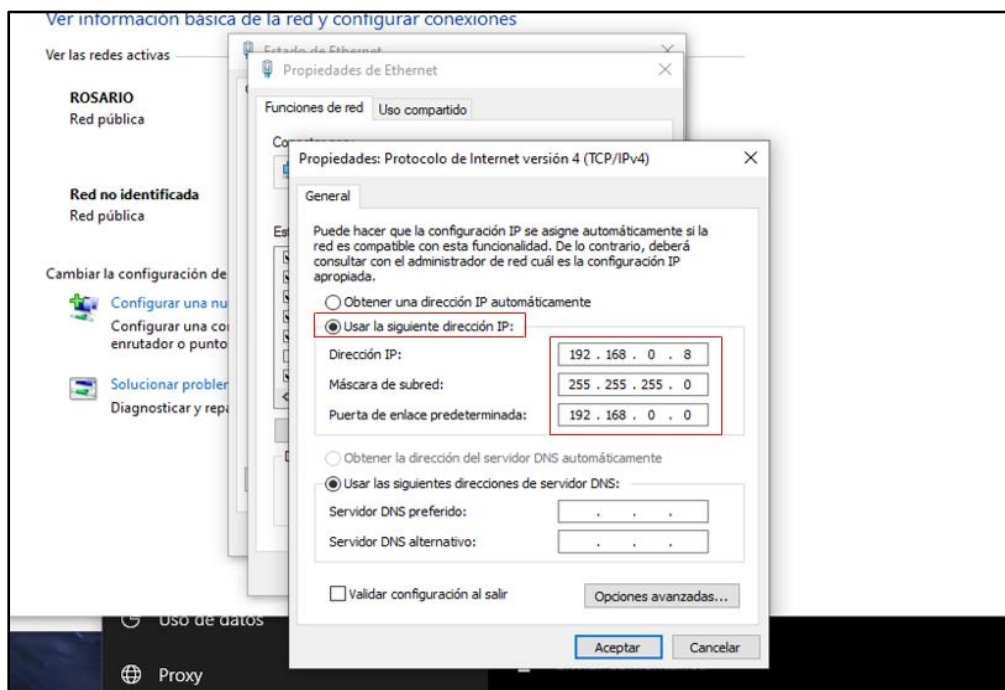 Ver información básica de la red y configurar conexiones
Ver las redes activas
ROSARIO
Red pública
Red no identificada
Red pública
Cambiar la configuración de
Configurar una nu
Configurar una co
enrutador o punto
Solucionar probler
Diagnosticar y repa
Estado de Ethernet
Propiedades de Ethernet
Funciones de red
Uso compartido
Propiedades: Protocolo de Internet versión 4 (TCP/IPv4)
General
Puede hacer que la configuración IP se asigne automáticamente si la
red es compatible con esta funcionalidad. De lo contrario, deberá
consultar con el administrador de red cuál es la configuración IP
apropiada.
Obtener una dirección IP automáticamente
Usar la siguiente dirección IP:
Dirección IP: 192 . 168 . 0 . 8
Máscara de subred: 255 . 255 . 255 . 0
Puerta de enlace predeterminada: 192 . 168 . 0 . 0
Obtener la dirección del servidor DNS automáticamente
Usar las siguientes direcciones de servidor DNS:
Servidor DNS preferido: . . .
Servidor DNS alternativo: . . .
Validar configuración al salir
Opciones avanzadas...
Aceptar
Cancelar
Uso de datos
Proxy